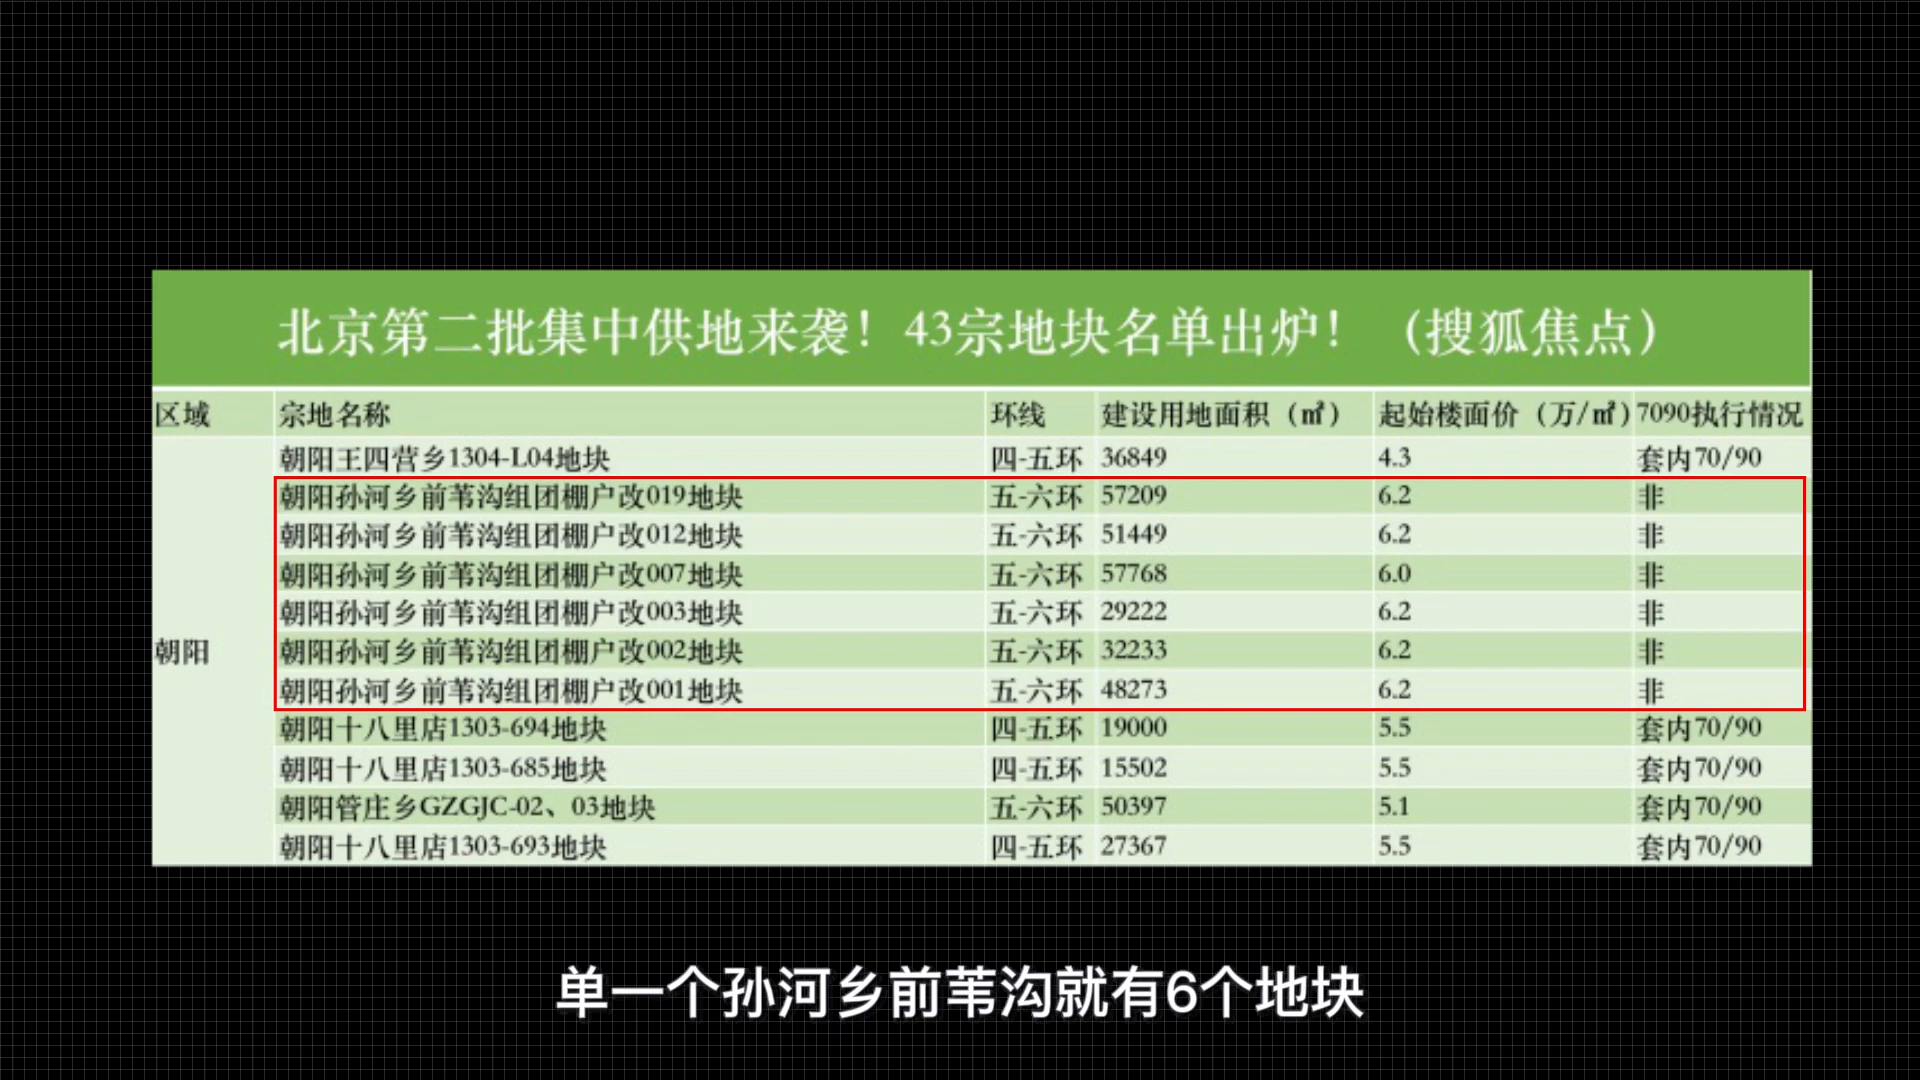 北京第二批集中供地来袭！43宗地块名单出炉！（搜狐焦点）
区域 宗地名称 环线 建设用地面积（㎡） 起始楼面价（万/㎡） 7090执行情况
朝阳王四营乡1304-L04地块 四-五环 36849 4.3 套内70/90
朝阳孙河乡前苇沟组团棚户改019地块 五-六环 57209 6.2 非
朝阳孙河乡前苇沟组团棚户改012地块 五-六环 51449 6.2 非
朝阳孙河乡前苇沟组团棚户改007地块 五-六环 57768 6.0 非
朝阳孙河乡前苇沟组团棚户改003地块 五-六环 29222 6.2 非
朝阳 朝阳孙河乡前苇沟组团棚户改002地块 五-六环 32233 6.2 非
朝阳孙河乡前苇沟组团棚户改001地块 五-六环 48273 6.2 非
朝阳十八里店1303-694地块 四-五环 19000 5.5 套内70/90
朝阳十八里店1303-685地块 四-五环 15502 5.5 套内70/90
朝阳管庄乡GZGJC-02、03地块 五-六环 50397 5.1 套内70/90
朝阳十八里店1303-693地块 四-五环 27367 5.5 套内70/90
单一个孙河乡前苇沟就有6个地块